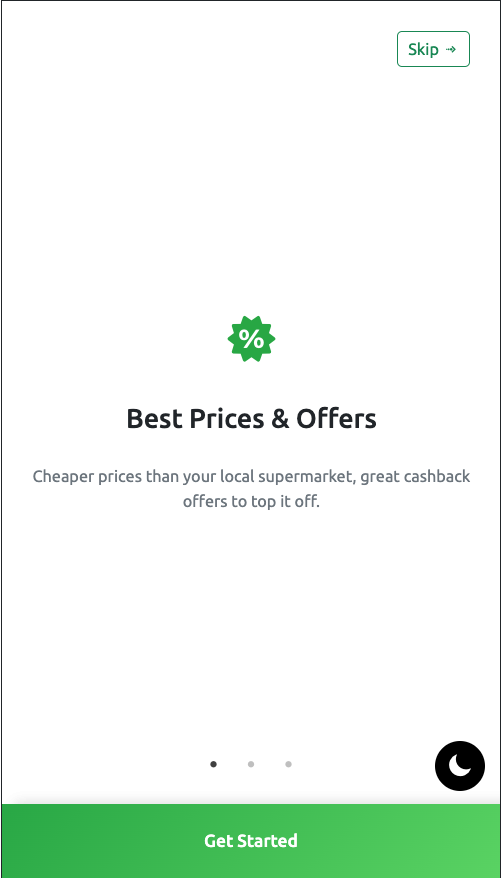 Skip
%
Best Prices & Offers
Cheaper prices than your local supermarket, great cashback
offers to top it off.
Get Started